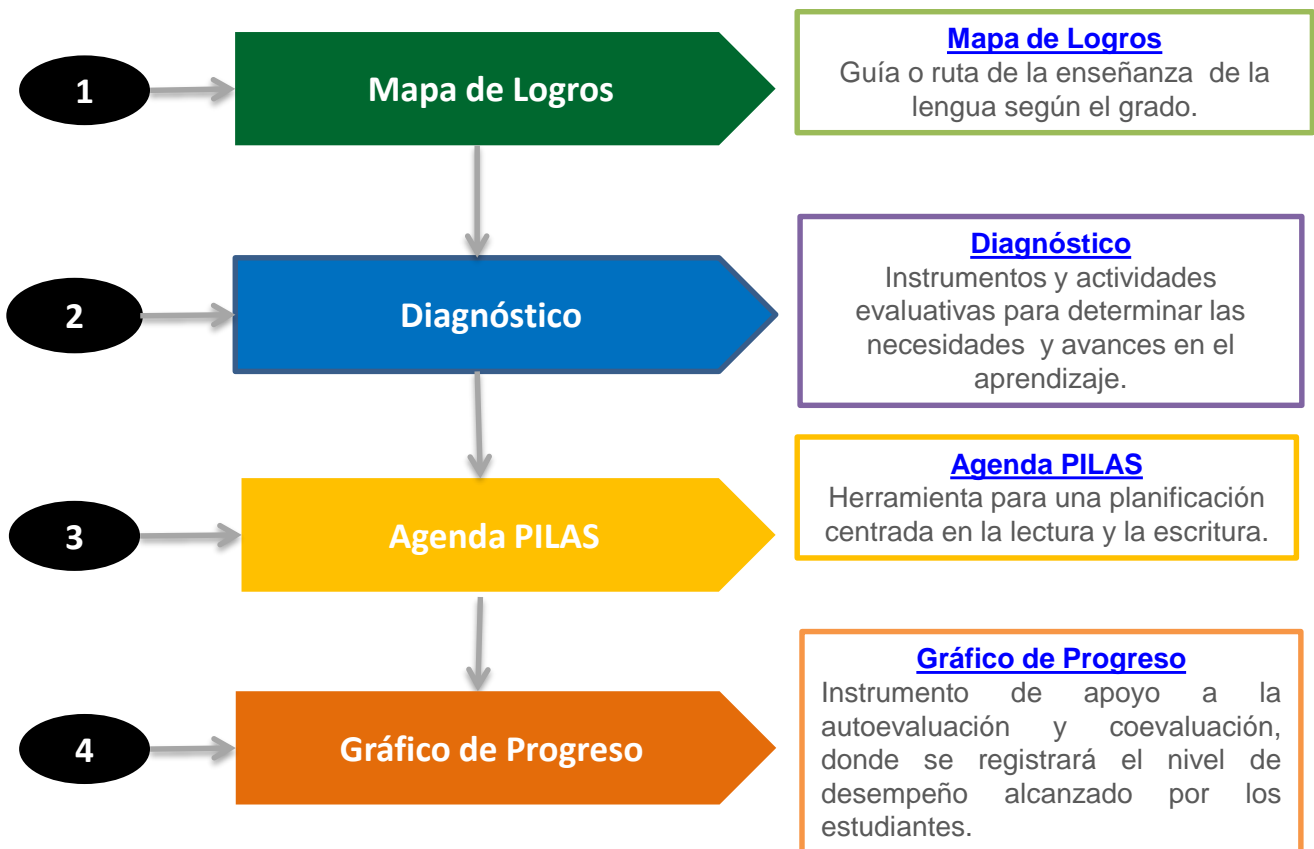 1
Mapa de Logros
Mapa de Logros
Guía o ruta de la enseñanza de la
lengua según el grado.
2
Diagnóstico
Diagnóstico
Instrumentos y actividades
evaluativas para determinar las
necesidades y avances en el
aprendizaje.
3
Agenda PILAS
Agenda PILAS
Herramienta para una planificación
centrada en la lectura y la escritura.
4
Gráfico de Progreso
Gráfico de Progreso
Instrumento de apoyo a la
autoevaluación y coevaluación,
donde se registrará el nivel de
desempeño alcanzado por los
estudiantes.